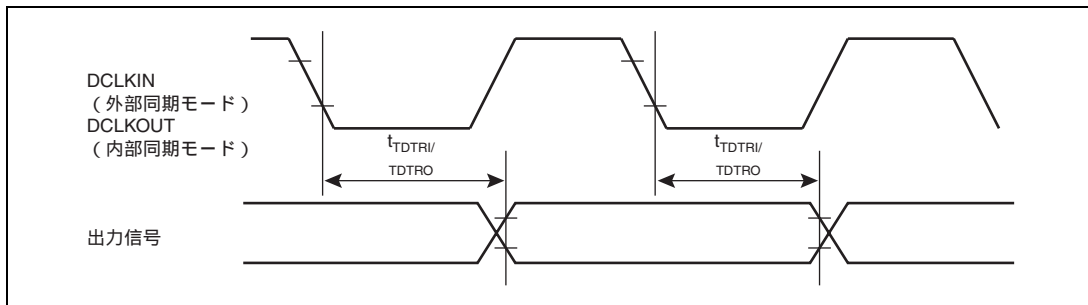 DCLKIN
（外部同期モード）
DCLKOUT
（内部同期モード）
tTDTRI/
TDTRO
tTDTRI/
TDTRO
出力信号